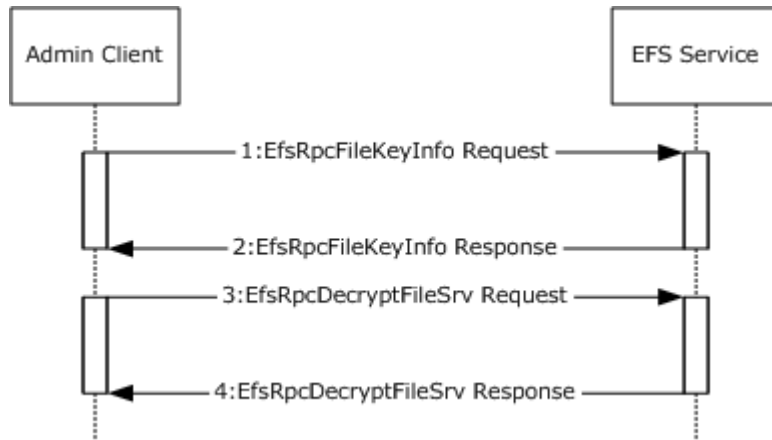 Admin Client
EFS Service
1:EfsRpcFileKeyInfo Request
2:EfsRpcFileKeyInfo Response
3:EfsRpcDecryptFileSrv Request
4:EfsRpcDecryptFileSrv Response